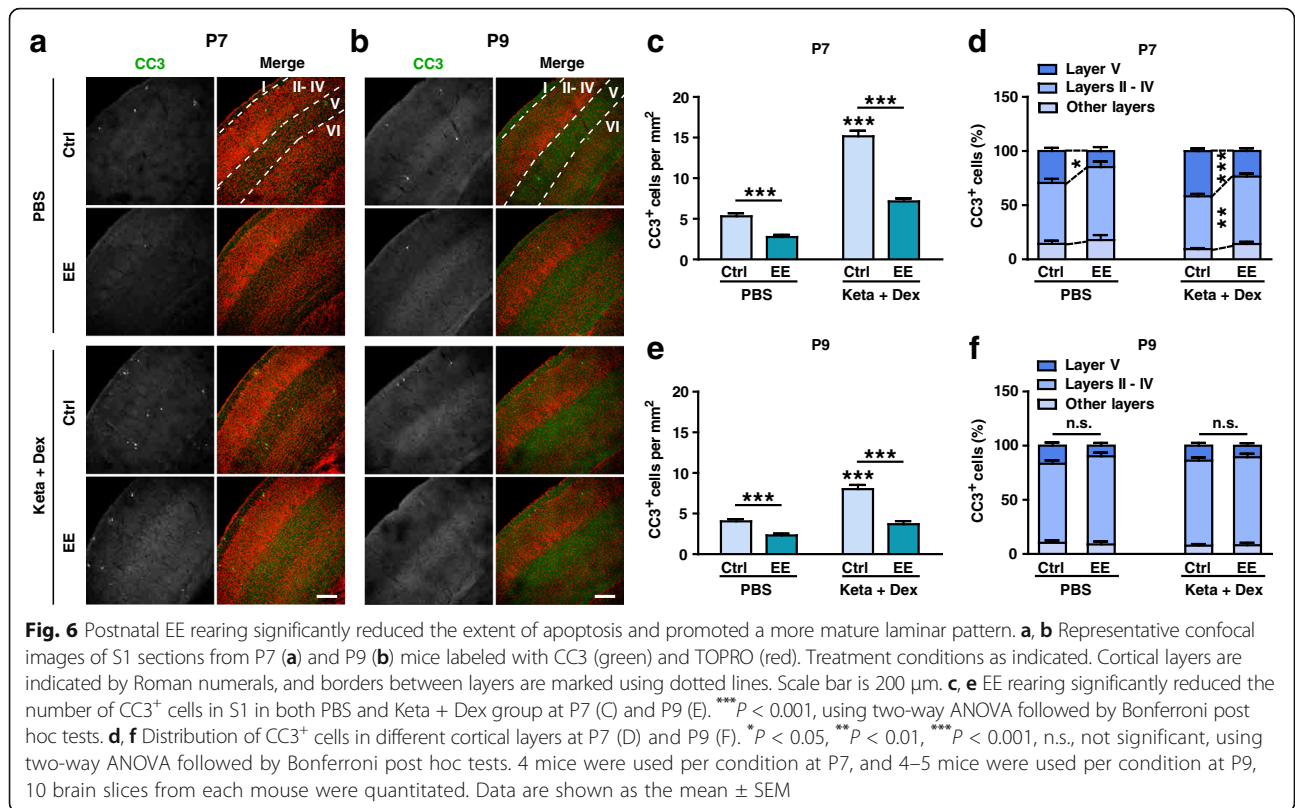 a P7
CC3 Merge
I II- IV V VI
Ctrl
PBS
EE
Ctrl
Keta + Dex
EE
b P9
CC3 Merge
I II- IV V VI
c P7
CC3+ cells per mm2
20
15
10
5
0
***
***
***
Ctrl EE Ctrl EE
PBS Keta + Dex
d P7
Layer V
Layers II - IV
Other layers
CC3+ cells (%)
150
100
50
0
*
***
**
Ctrl EE Ctrl EE
PBS Keta + Dex
e P9
CC3+ cells per mm2
20
15
10
5
0
***
***
***
Ctrl EE Ctrl EE
PBS Keta + Dex
f P9
Layer V
Layers II - IV
Other layers
CC3+ cells (%)
150
100
50
0
n.s. n.s.
Ctrl EE Ctrl EE
PBS Keta + Dex
Fig. 6 Postnatal EE rearing significantly reduced the extent of apoptosis and promoted a more mature laminar pattern. a, b Representative confocal
images of S1 sections from P7 (a) and P9 (b) mice labeled with CC3 (green) and TOPRO (red). Treatment conditions as indicated. Cortical layers are
indicated by Roman numerals, and borders between layers are marked using dotted lines. Scale bar is 200 μm. c, e EE rearing significantly reduced the
number of CC3+ cells in S1 in both PBS and Keta + Dex group at P7 (C) and P9 (E). ***P < 0.001, using two-way ANOVA followed by Bonferroni post
hoc tests. d, f Distribution of CC3+ cells in different cortical layers at P7 (D) and P9 (F). *P < 0.05, **P < 0.01, ***P < 0.001, n.s., not significant, using
two-way ANOVA followed by Bonferroni post hoc tests. 4 mice were used per condition at P7, and 4–5 mice were used per condition at P9,
10 brain slices from each mouse were quantitated. Data are shown as the mean ± SEM